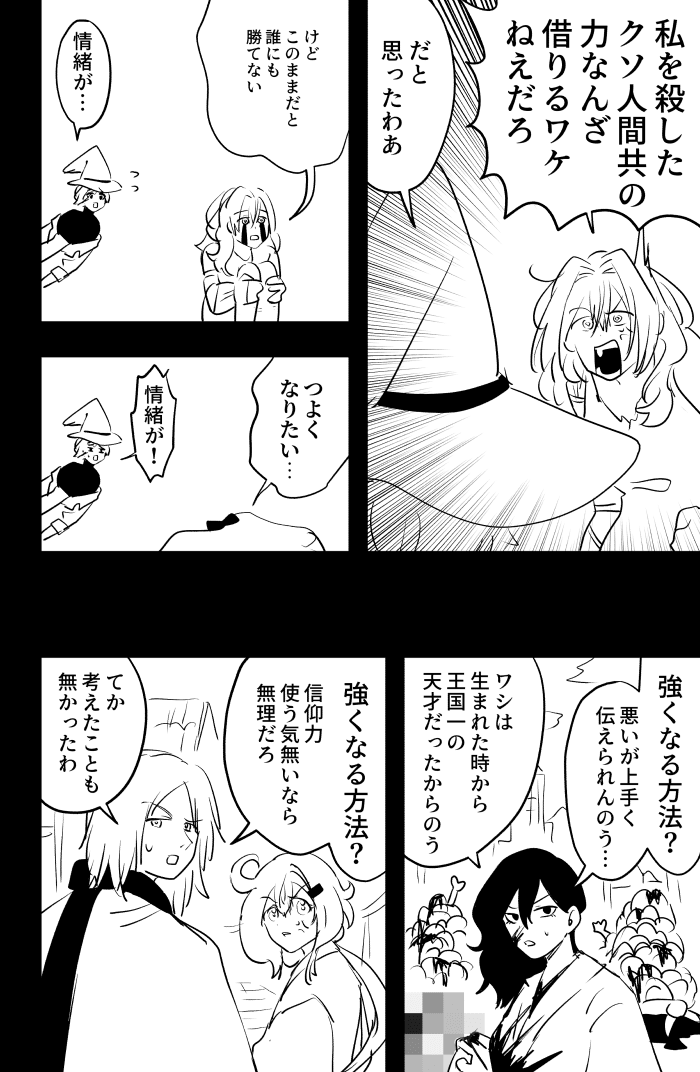 私を殺した
クソ人間共の
力なんざ
借りるワケ
ねえだろ
だと
思ったわあ
けど
このままだと
誰にも
勝てない
情緒が…
つよく
なりたい…
情緒が！
強くなる方法？
悪いが上手く
伝えられんのう…
ワシは
生まれた時から
王国一の
天才だったからのう
強くなる方法？
信仰力
使う気無いなら
無理だろ
てか
考えたことも
無かったわ